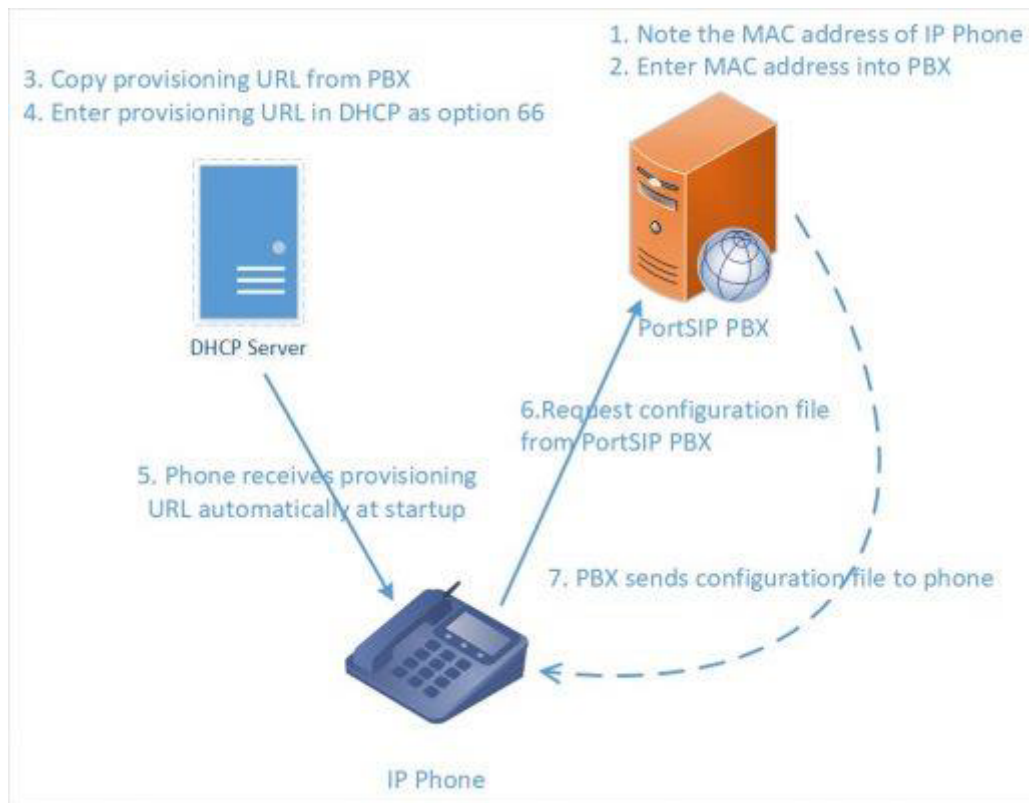 1. Note the MAC address of IP Phone
2. Enter MAC address into PBX
3. Copy provisioning URL from PBX
4. Enter provisioning URL in DHCP as option 66
DHCP Server
PortSIP PBX
5. Phone receives provisioning
URL automatically at startup
6.Request configuration file
from PortSIP PBX
7. PBX sends configuration file to phone
IP Phone